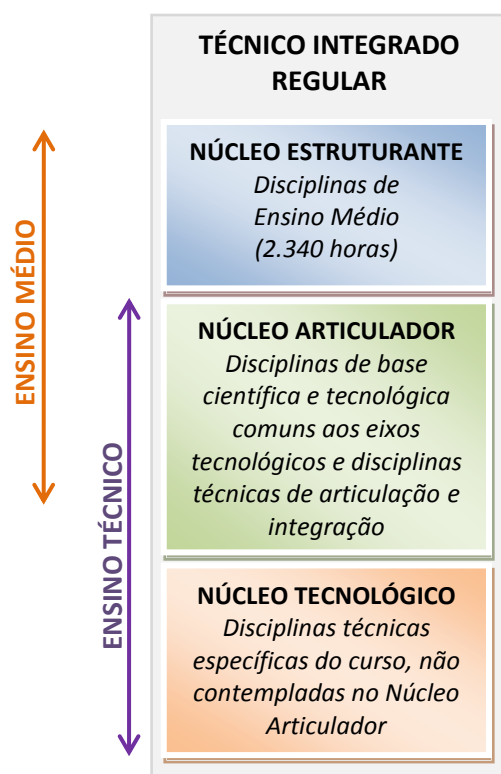 TÉCNICO INTEGRADO
REGULAR
NÚCLEO ESTRUTURANTE
Disciplinas de
Ensino Médio
(2.340 horas)
NÚCLEO ARTICULADOR
Disciplinas de base
científica e tecnológica
comuns aos eixos
tecnológicos e disciplinas
técnicas de articulação e
integração
NÚCLEO TECNOLÓGICO
Disciplinas técnicas
específicas do curso, não
contempladas no Núcleo
Articulador
ENSINO MÉDIO
ENSINO TÉCNICO